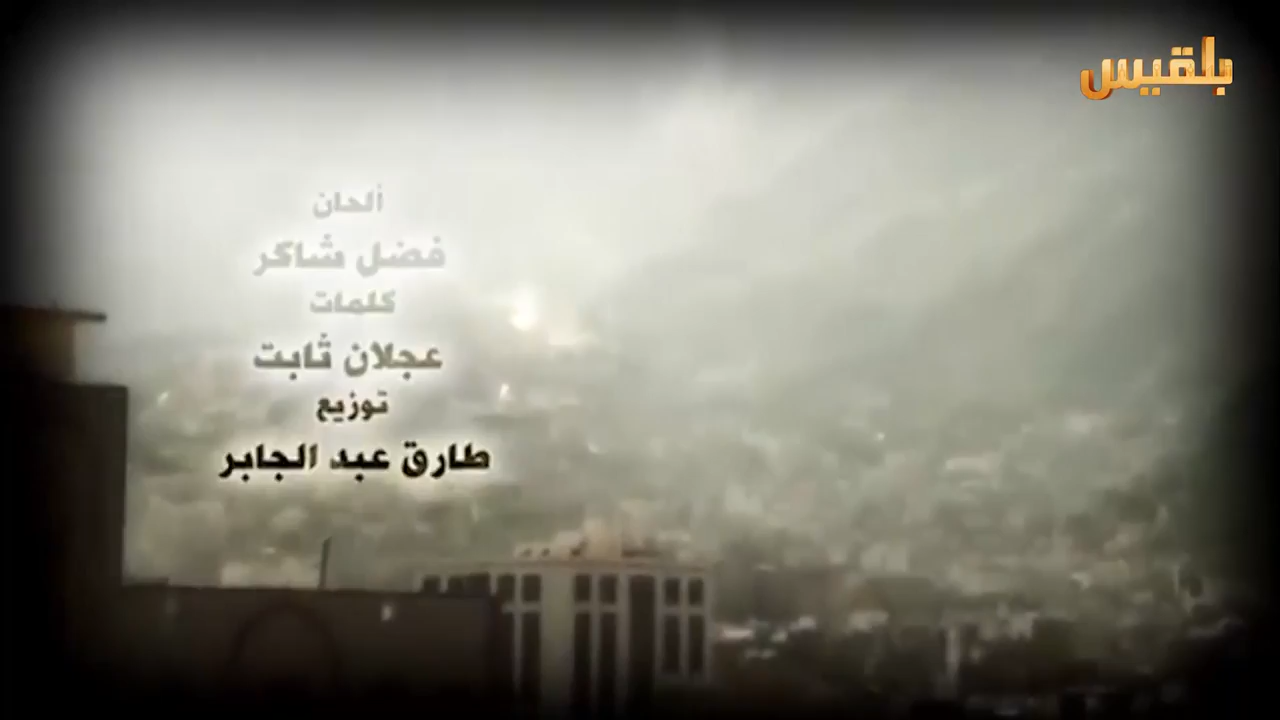 بلقيس
ألحان
فضل شاكر
كلمات
عجلان ثابت
توزيع
طارق عبد الجابر